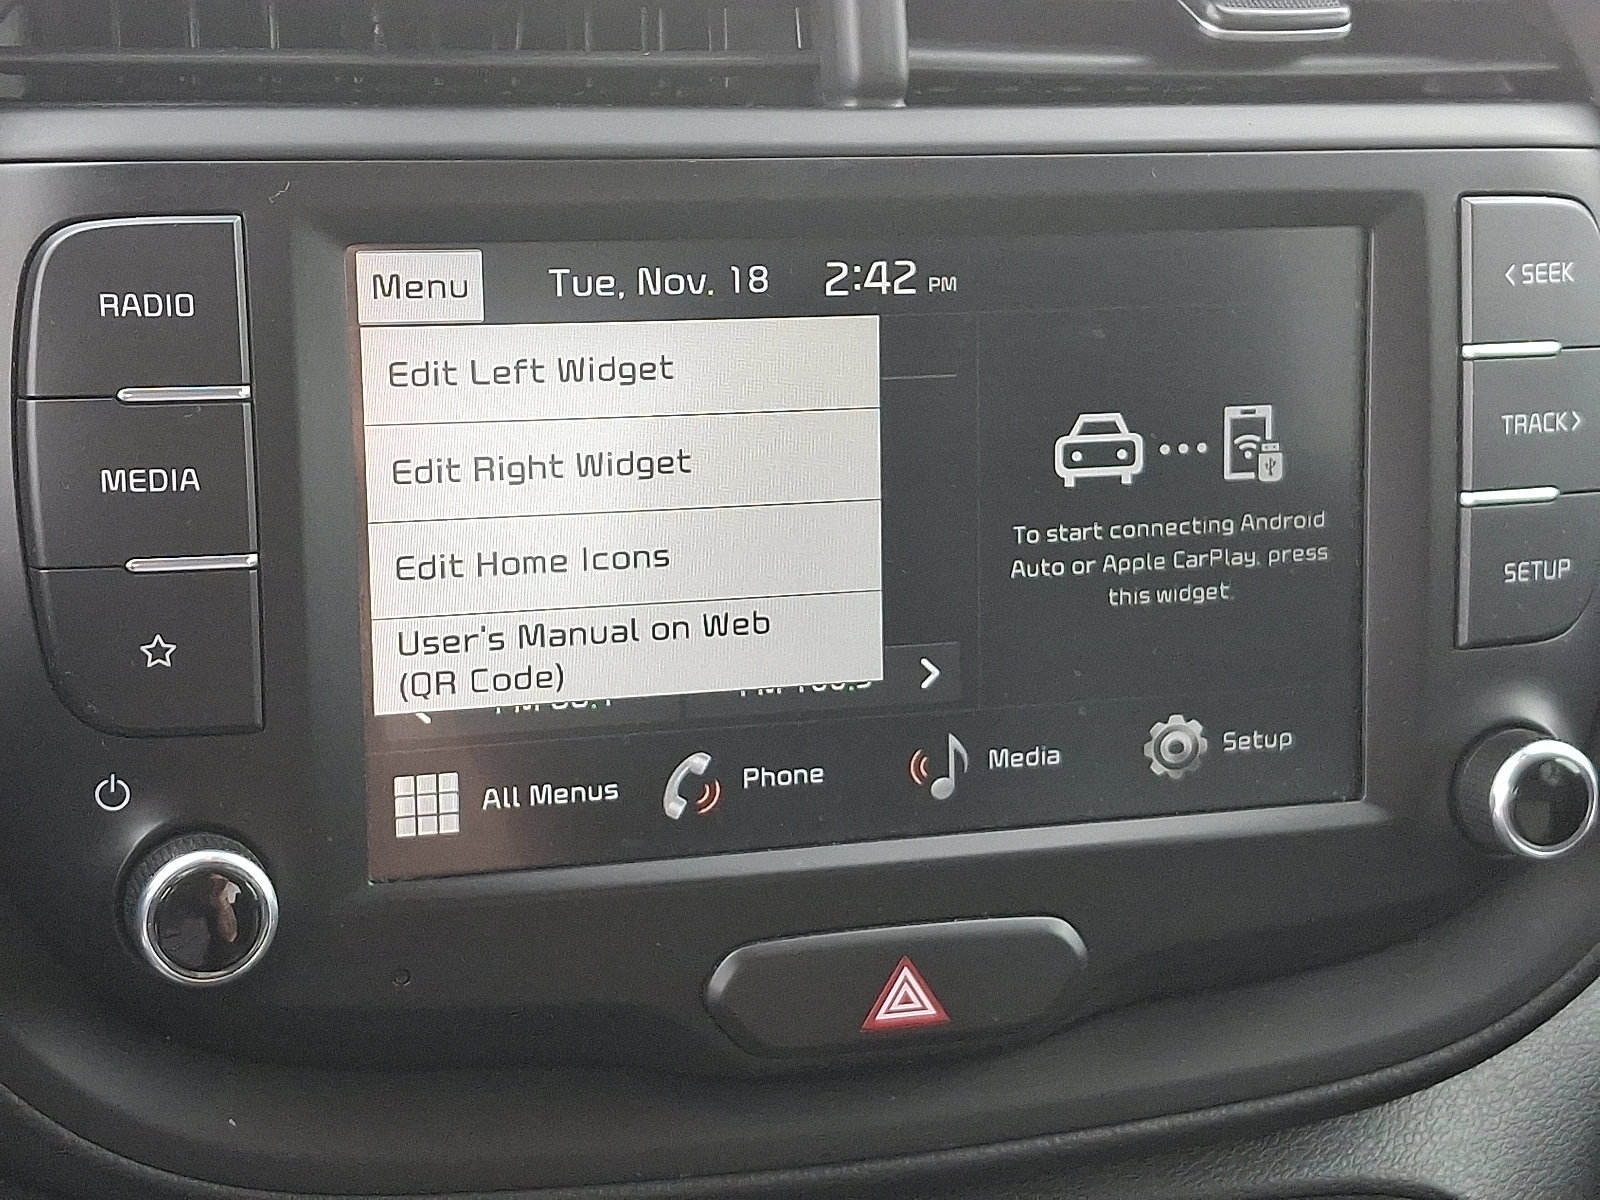 RADIO
MEDIA
Menu
Tue, Nov. 18 2:42 PM
Edit Left Widget
Edit Right Widget
Edit Home Icons
User's Manual on Web
(QR Code)
To start connecting Android
Auto or Apple CarPlay, press
this widget.
All Menus
Phone
Media
Setup
<SEEK
TRACK>
SETUP